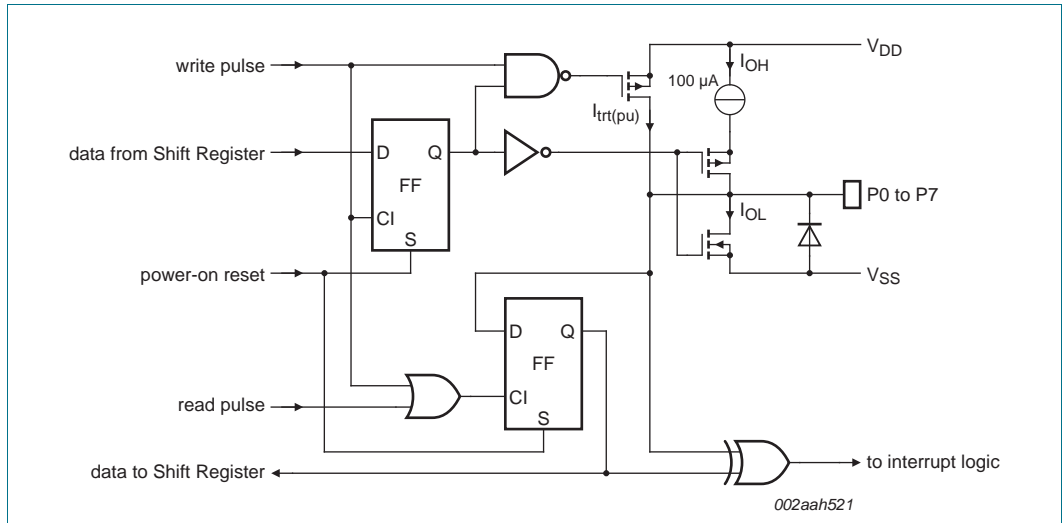 write pulse
data from Shift Register
power-on reset
read pulse
data to Shift Register
D
Q
FF
CI
S
D
Q
FF
CI
S
I_trt(pu)
100 µA
I_OH
V_DD
P0 to P7
I_OL
V_SS
to interrupt logic
002aah521